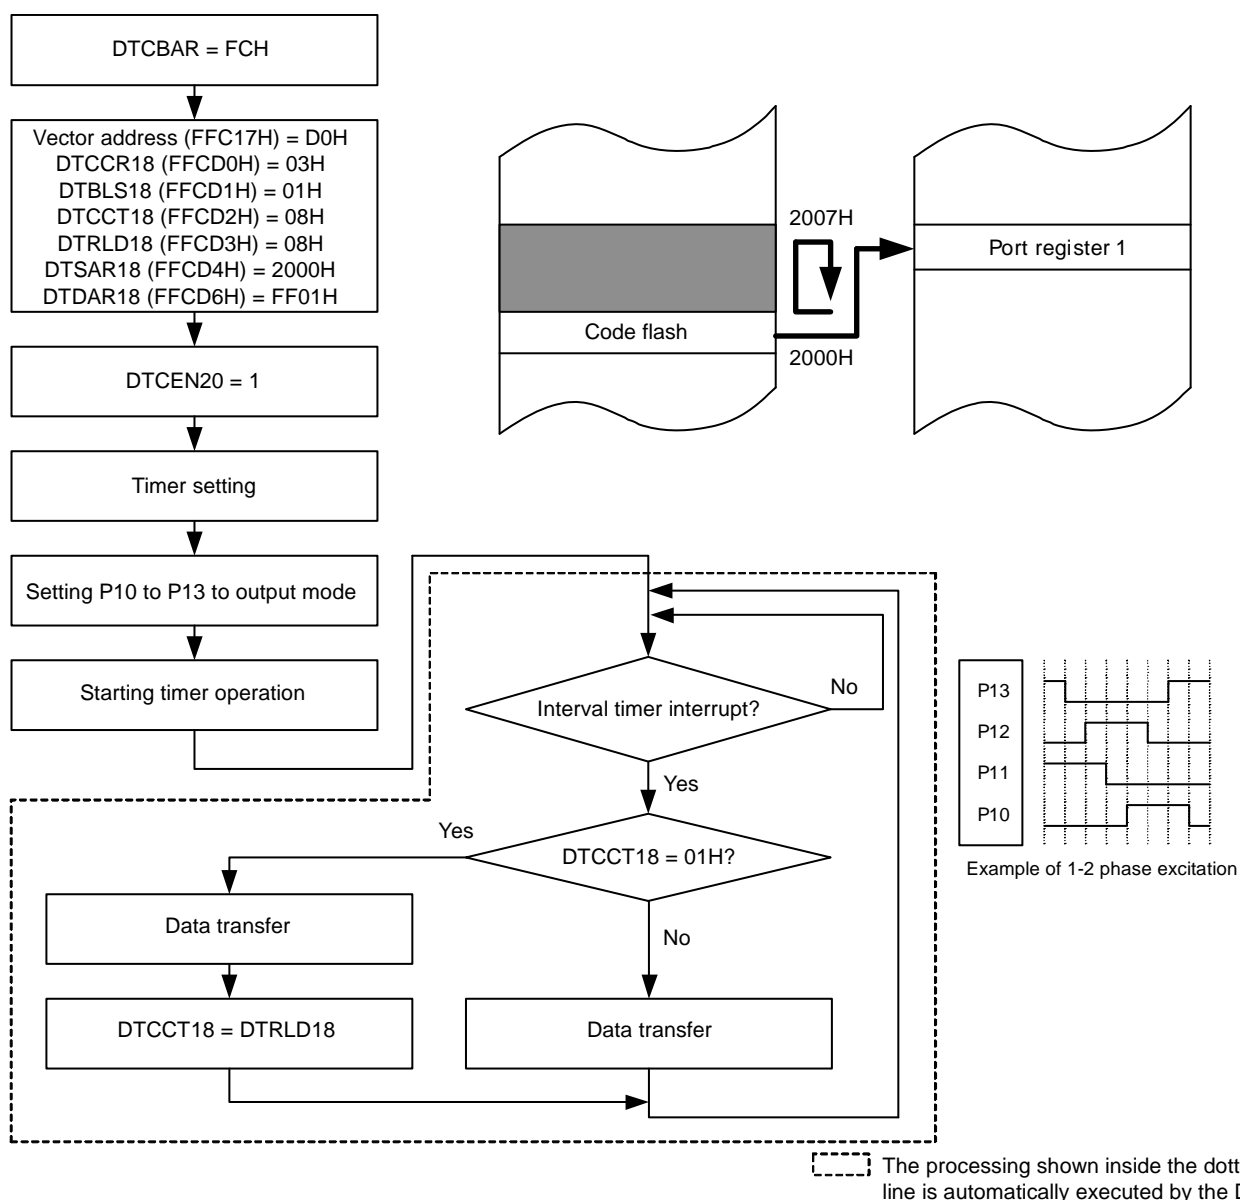 DTCBAR = FCH
Vector address (FFC17H) = D0H
DTCCR18 (FFCD0H) = 03H
DTBLS18 (FFCD1H) = 01H
DTCCT18 (FFCD2H) = 08H
DTRLD18 (FFCD3H) = 08H
DTSAR18 (FFCD4H) = 2000H
DTDAR18 (FFCD6H) = FF01H
DTCEN20 = 1
Timer setting
Setting P10 to P13 to output mode
Starting timer operation
2007H
Code flash
2000H
Port register 1
Interval timer interrupt?
No
Yes
DTCCT18 = 01H?
Yes
No
Data transfer
DTCCT18 = DTRLD18
Data transfer
P13
P12
P11
P10
Example of 1-2 phase excitation
The processing shown inside the dott
line is automatically executed by the D